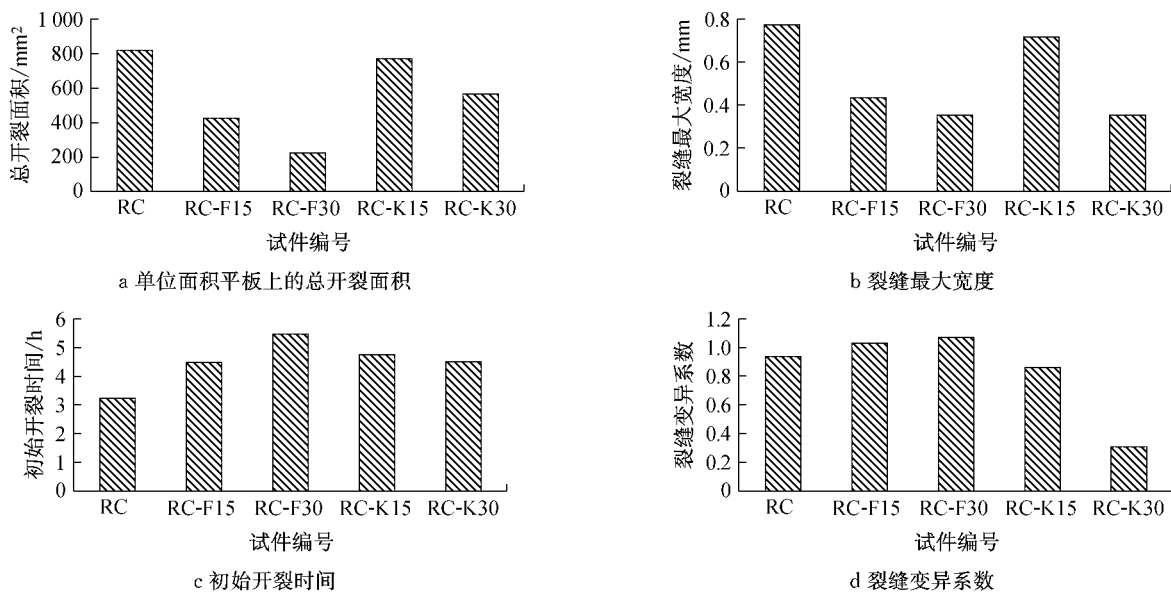 总开裂面积/mm²
1 000
800
600
400
200
0
RC RC-F15 RC-F30 RC-K15 RC-K30
试件编号
a 单位面积平板上的总开裂面积
裂缝最大宽度/mm
0.8
0.6
0.4
0.2
0
RC RC-F15 RC-F30 RC-K15 RC-K30
试件编号
b 裂缝最大宽度
初始开裂时间/h
6
5
4
3
2
1
0
RC RC-F15 RC-F30 RC-K15 RC-K30
试件编号
c 初始开裂时间
裂缝变异系数
1.2
1.0
0.8
0.6
0.4
0.2
0
RC RC-F15 RC-F30 RC-K15 RC-K30
试件编号
d 裂缝变异系数